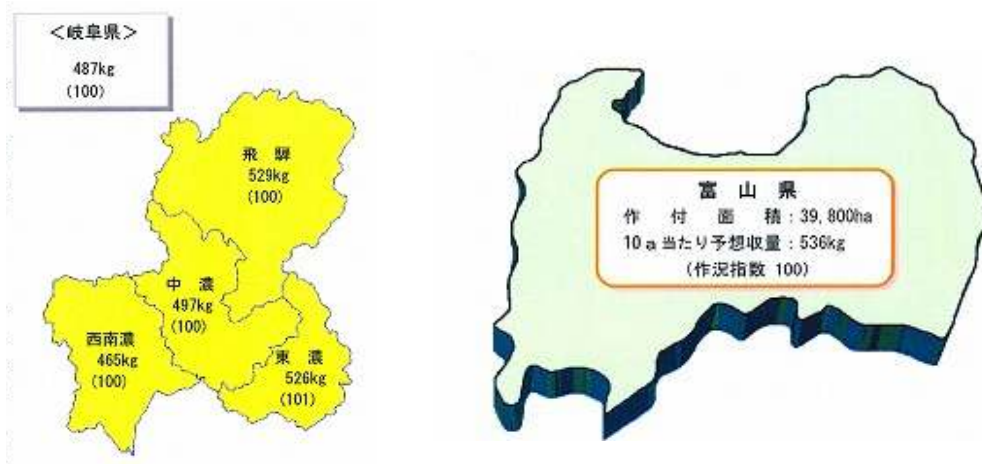 ＜岐阜県＞
487kg
(100)
飛 騨
529kg
(100)
中 濃
497kg
(100)
西南濃
465kg
(100)
東 濃
526kg
(101)
富 山 県
作 付 面 積：39,800ha
10ａ当たり予想収量：536kg
(作況指数 100)